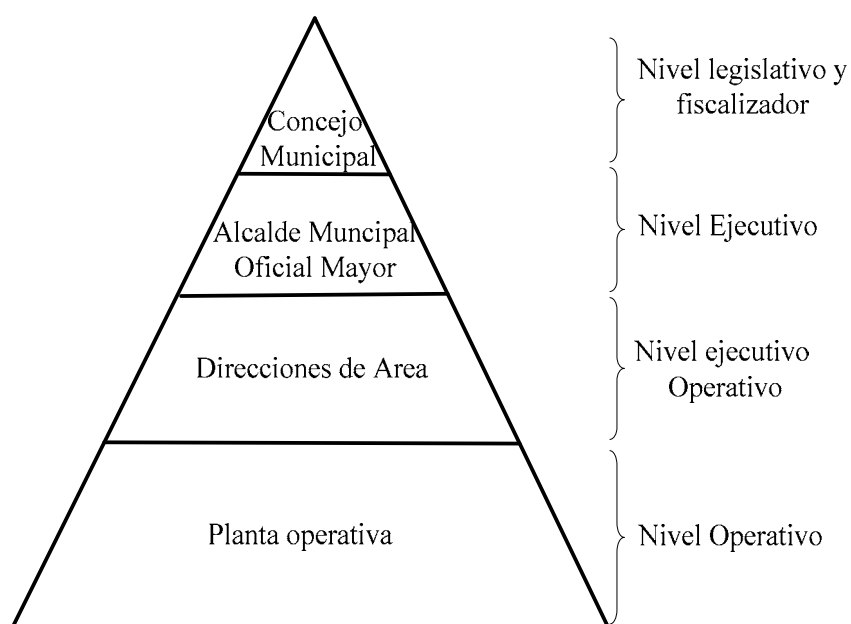 Concejo
Municipal
Nivel legislativo y
fiscalizador
Alcalde Muncipal
Oficial Mayor
Nivel Ejecutivo
Direcciones de Area
Nivel ejecutivo
Operativo
Planta operativa
Nivel Operativo